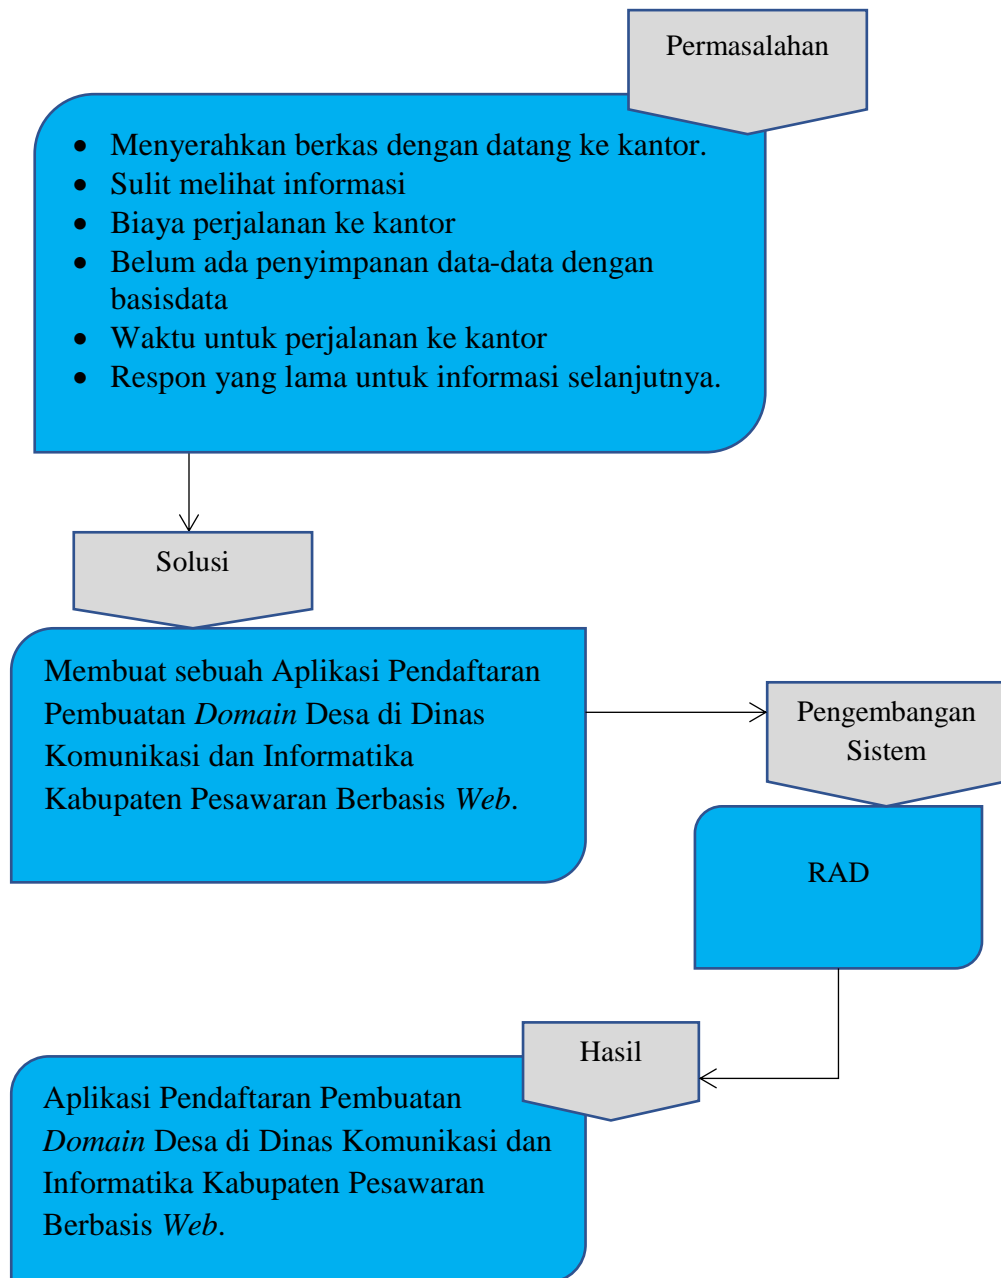 Permasalahan
• Menyerahkan berkas dengan datang ke kantor.
• Sulit melihat informasi
• Biaya perjalanan ke kantor
• Belum ada penyimpanan data-data dengan
basisdata
• Waktu untuk perjalanan ke kantor
• Respon yang lama untuk informasi selanjutnya.
Solusi
Membuat sebuah Aplikasi Pendaftaran
Pembuatan Domain Desa di Dinas
Komunikasi dan Informatika
Kabupaten Pesawaran Berbasis Web.
Pengembangan
Sistem
RAD
Hasil
Aplikasi Pendaftaran Pembuatan
Domain Desa di Dinas Komunikasi dan
Informatika Kabupaten Pesawaran
Berbasis Web.